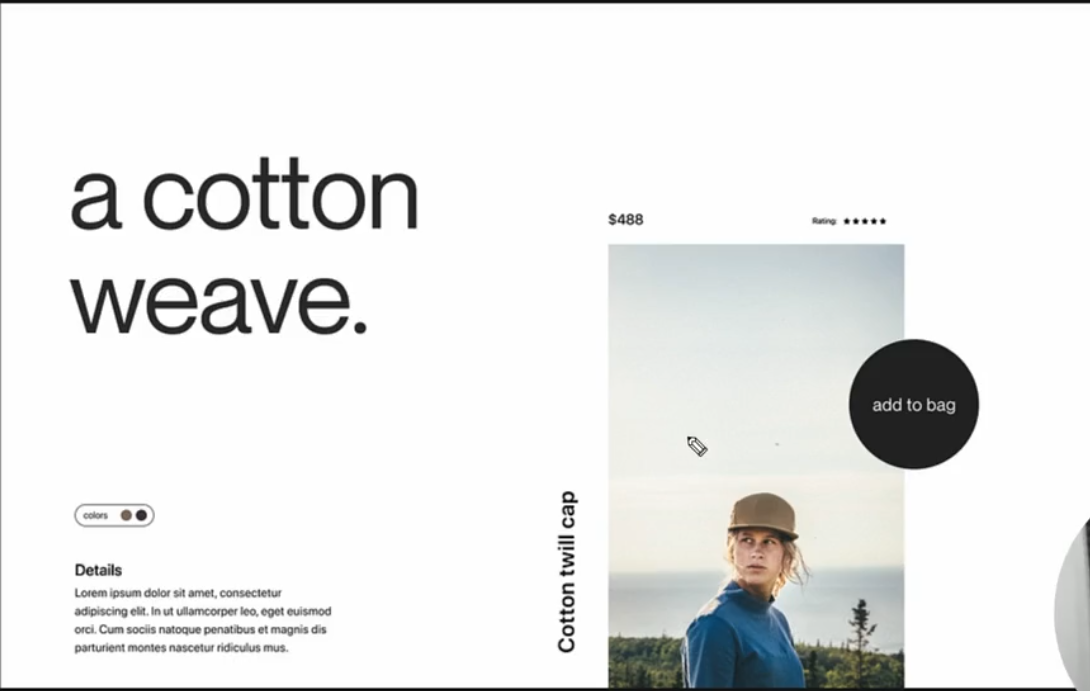 a cotton
weave.
$488
Rating: ★★★★★
add to bag
colors
Cotton twill cap
Details
Lorem ipsum dolor sit amet, consectetur
adipiscing elit. In ut ullamcorper leo, eget euismod
orci. Cum sociis natoque penatibus et magnis dis
parturient montes nascetur ridiculus mus.